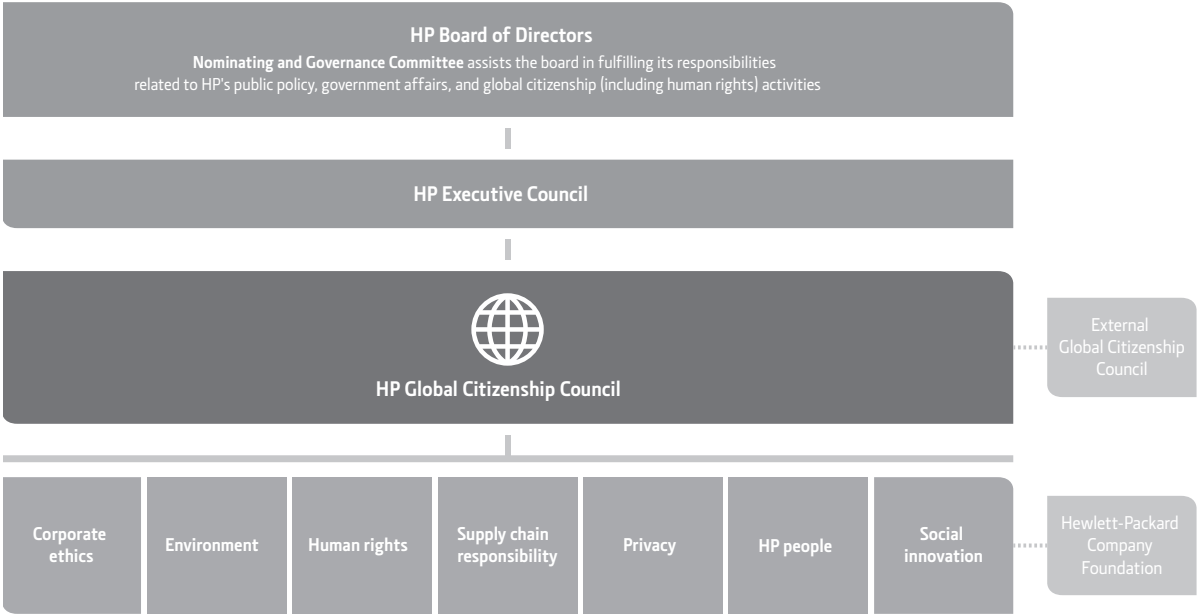 HP Board of Directors
Nominating and Governance Committee assists the board in fulfilling its responsibilities
related to HP's public policy, government affairs, and global citizenship (including human rights) activities
HP Executive Council
HP Global Citizenship Council
External
Global Citizenship
Council
Corporate
ethics
Environment
Human rights
Supply chain
responsibility
Privacy
HP people
Social
innovation
Hewlett-Packard
Company
Foundation